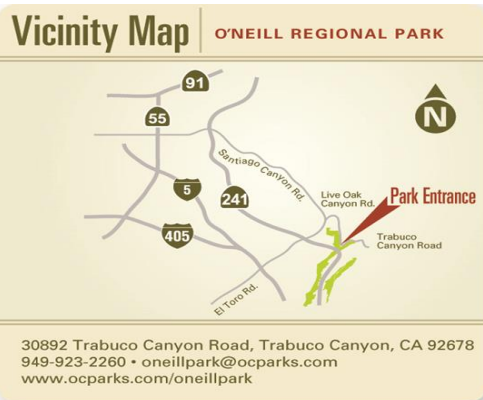 Vicinity Map
O'NEILL REGIONAL PARK
91
55
N
Santiago Canyon Rd.
5
241
Live Oak
Canyon Rd.
Park Entrance
405
Trabuco
Canyon Road
El Toro Rd.
30892 Trabuco Canyon Road, Trabuco Canyon, CA 92678
949-923-2260 • oneillpark@ocparks.com
www.ocparks.com/oneillpark